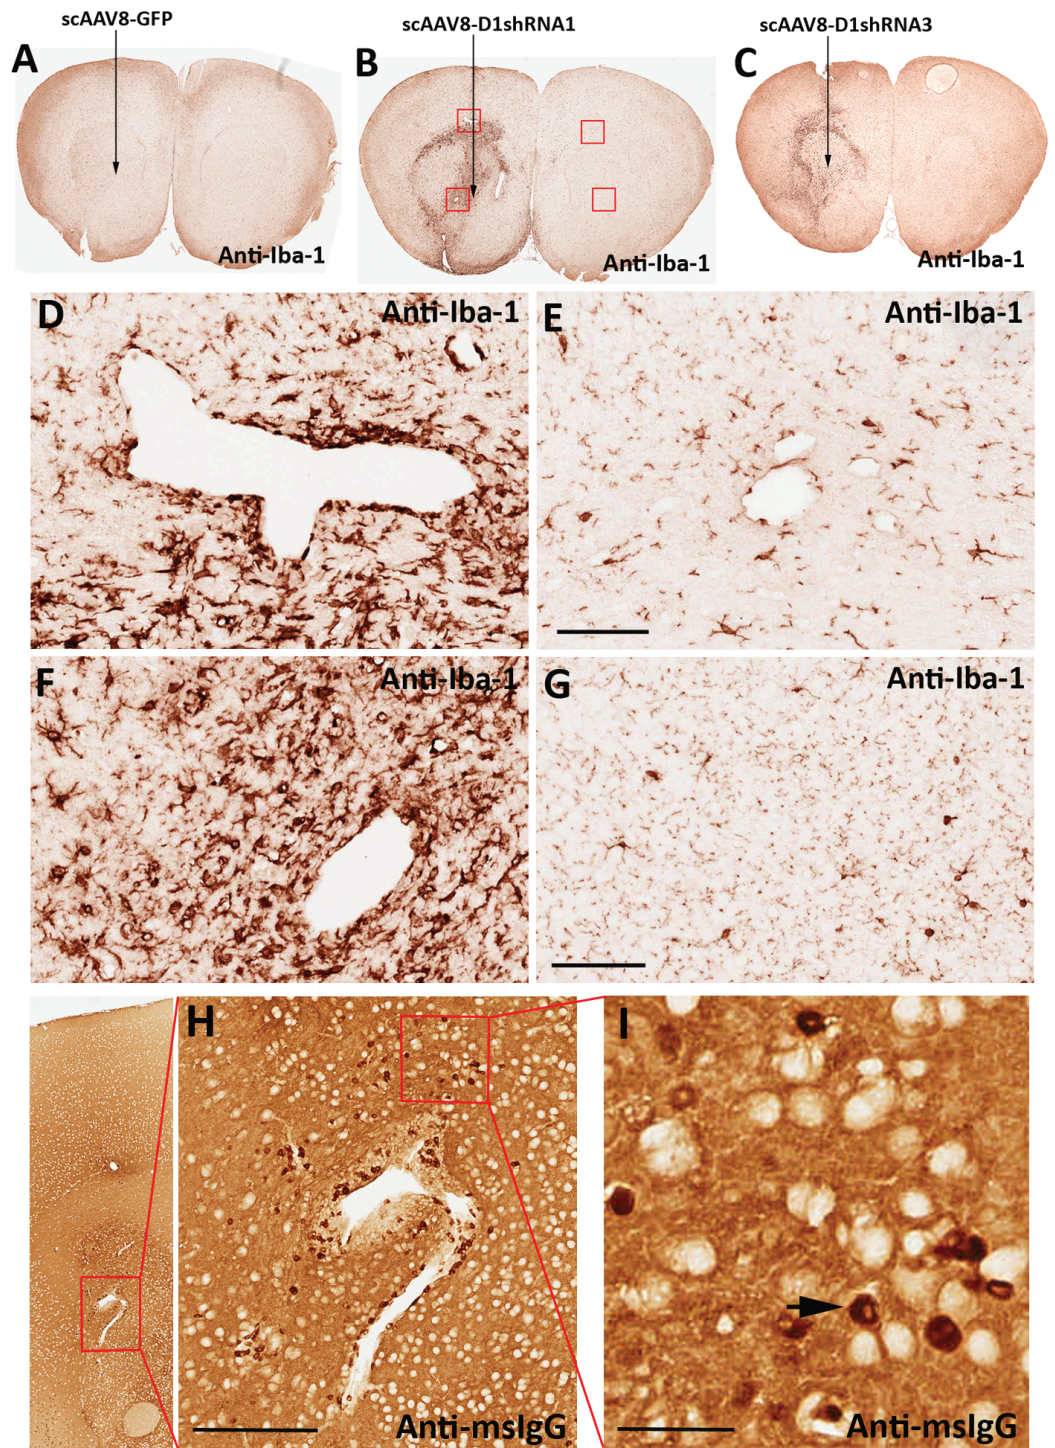 scAAV8-GFP
scAAV8-D1shRNA1
scAAV8-D1shRNA3
A
B
C
Anti-Iba-1
Anti-Iba-1
Anti-Iba-1
D
Anti-Iba-1
E
Anti-Iba-1
F
Anti-Iba-1
G
Anti-Iba-1
H
I
Anti-msIgG
Anti-msIgG